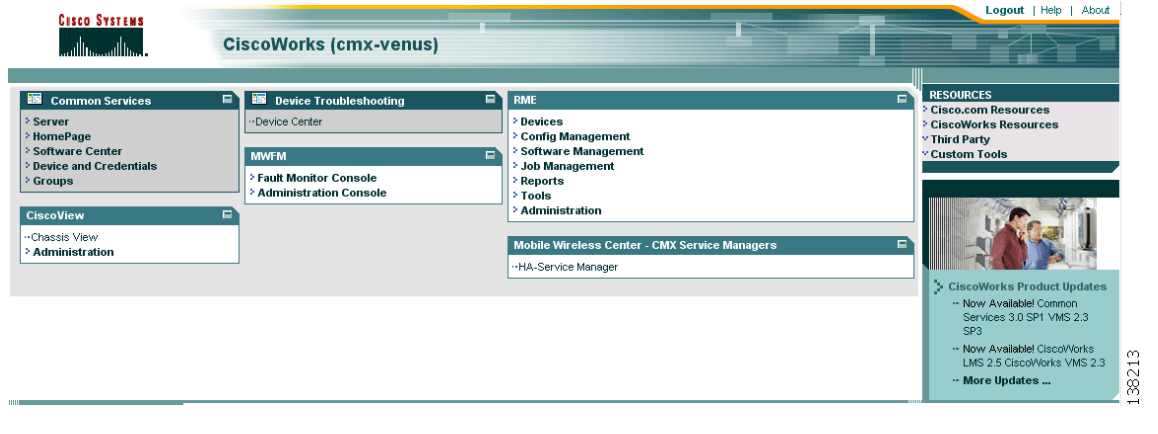 Logout | Help | About
CISCO SYSTEMS
CiscoWorks (cmx-venus)
Common Services
Server
HomePage
Software Center
Device and Credentials
Groups
CiscoView
Chassis View
Administration
Device Troubleshooting
Device Center
MWFM
Fault Monitor Console
Administration Console
RME
Devices
Config Management
Software Management
Job Management
Reports
Tools
Administration
Mobile Wireless Center - CMX Service Managers
HA-Service Manager
RESOURCES
Cisco.com Resources
CiscoWorks Resources
Third Party
Custom Tools
CiscoWorks Product Updates
Now Available! Common
Services 3.0 SP1 VMS 2.3
SP3
Now Available! CiscoWorks
LMS 2.5 CiscoWorks VMS 2.3
More Updates ...
138213